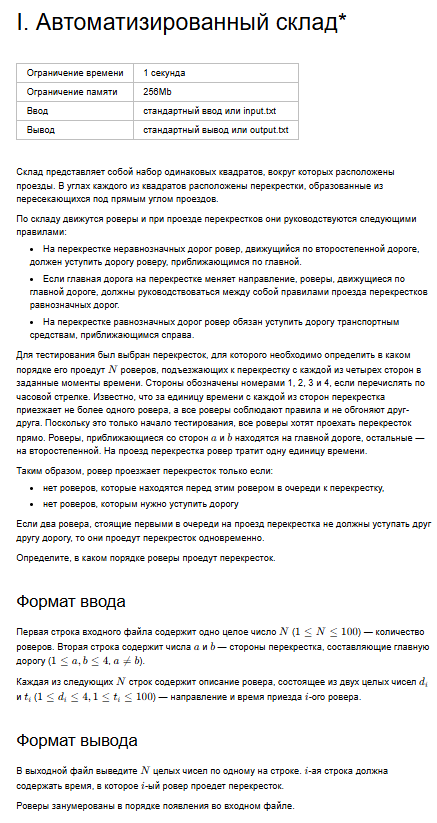 I. Автоматизированный склад*
Ограничение времени 1 секунда
Ограничение памяти 256Mb
Ввод стандартный ввод или input.txt
Вывод стандартный вывод или output.txt
Склад представляет собой набор одинаковых квадратов, вокруг которых расположены
проезды. В углах каждого из квадратов расположены перекрестки, образованные из
пересекающихся под прямым углом проездов.
По складу движутся роверы и при проезде перекрестков они руководствуются следующими
правилами:
• На перекрестке неравнозначных дорог ровер, движущийся по второстепенной дороге,
должен уступить дорогу роверу, приближающимся по главной.
• Если главная дорога на перекрестке меняет направление, роверы, движущиеся по
главной дороге, должны руководствоваться между собой правилами проезда перекрестков
равнозначных дорог.
• На перекрестке равнозначных дорог ровер обязан уступить дорогу транспортным
средствам, приближающимся справа.
Для тестирования был выбран перекресток, для которого необходимо определить в каком
порядке его проедут N роверов, подъезжающих к перекрестку с каждой из четырех сторон в
заданные моменты времени. Стороны обозначены номерами 1, 2, 3 и 4, если перечислять по
часовой стрелке. Известно, что за единицу времени с каждой из сторон перекрестка
приезжает не более одного ровера, а все роверы соблюдают правила и не обгоняют друг-
друга. Поскольку это только начало тестирования, все роверы хотят проехать перекресток
прямо. Роверы, приближающиеся со сторон a и b находятся на главной дороге, остальные —
на второстепенной. На проезд перекрестка ровер тратит одну единицу времени.
Таким образом, ровер проезжает перекресток только если:
• нет роверов, которые находятся перед этим ровером в очереди к перекрестку,
• нет роверов, которым нужно уступить дорогу
Если два ровера, стоящие первыми в очереди на проезд перекрестка не должны уступать друг
другу дорогу, то они проедут перекресток одновременно.
Определите, в каком порядке роверы проедут перекресток.
Формат ввода
Первая строка входного файла содержит одно целое число N (1 ≤ N ≤ 100) — количество
роверов. Вторая строка содержит числа a и b — стороны перекрестка, составляющие главную
дорогу (1 ≤ a, b ≤ 4, a ≠ b).
Каждая из следующих N строк содержит описание ровера, состоящее из двух целых чисел dᵢ
и tᵢ (1 ≤ dᵢ ≤ 4, 1 ≤ tᵢ ≤ 100) — направление и время приезда i-ого ровера.
Формат вывода
В выходной файл выведите N целых чисел по одному на строке. i-ая строка должна
содержать время, в которое i-ый ровер проедет перекресток.
Роверы занумерованы в порядке появления во входном файле.